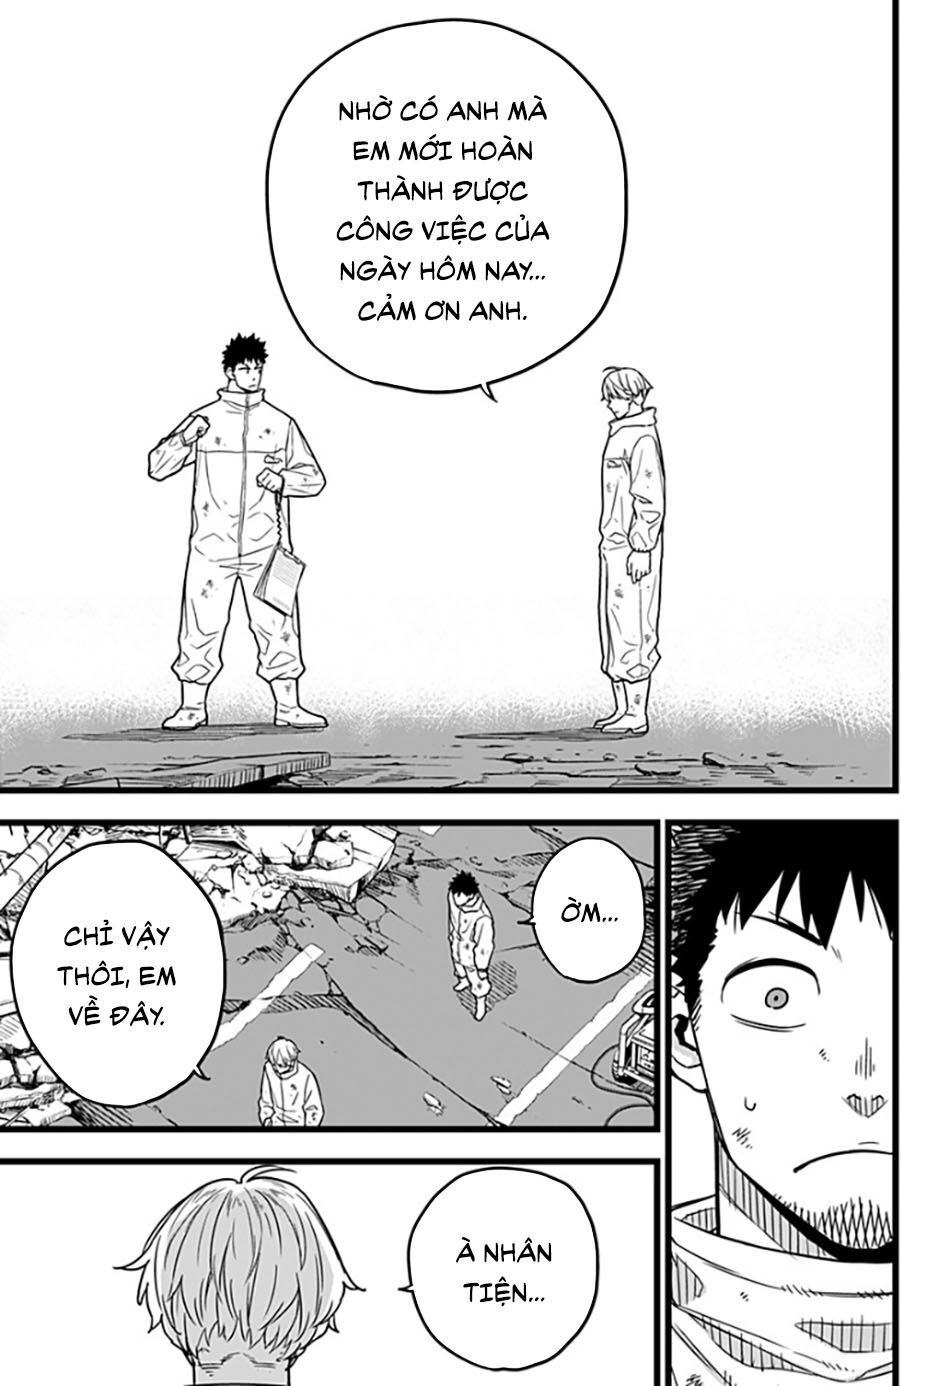 NHỜ CÓ ANH MÀ
EM MỚI HOÀN
THÀNH ĐƯỢC
CÔNG VIỆC CỦA
NGÀY HÔM NAY...
CẢM ƠN ANH.
ỜM...
CHỈ VẬY
THÔI, EM
VỀ ĐÂY.
À NHÂN
TIỆN...